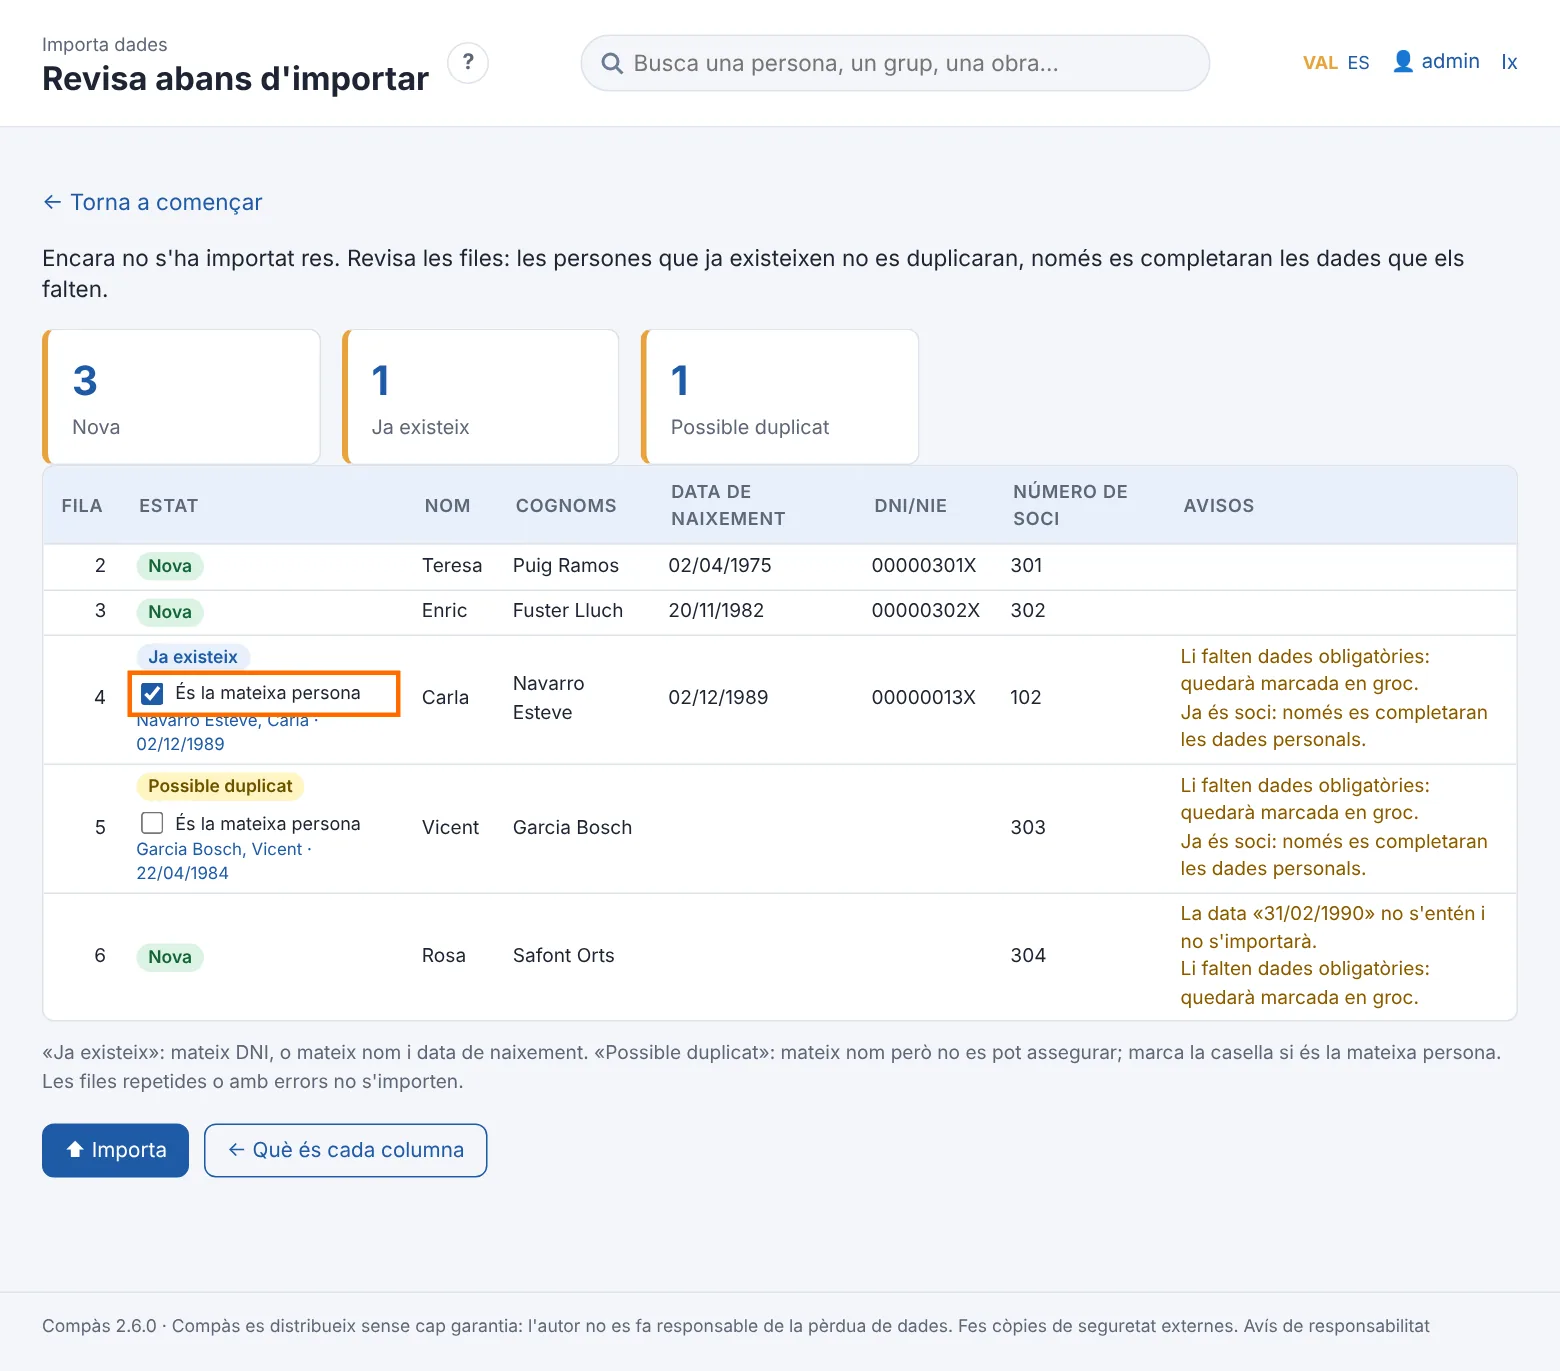 Importa dades
Revisa abans d'importar
?
Busca una persona, un grup, una obra...
VAL ES
admin
Ix
← Torna a començar
Encara no s'ha importat res. Revisa les files: les persones que ja existeixen no es duplicaran, només es completaran les dades que els
falten.
3
Nova
1
Ja existeix
1
Possible duplicat
FILA ESTAT NOM COGNOMS DATA DE NAIXEMENT DNI/NIE NÚMERO DE SOCI AVISOS
2 Nova Teresa Puig Ramos 02/04/1975 00000301X 301
3 Nova Enric Fuster Lluch 20/11/1982 00000302X 302
4
Ja existeix
És la mateixa persona
Navarro Esteve, Carla ·
02/12/1989
Carla
Navarro
Esteve
02/12/1989
00000013X
102
Li falten dades obligatòries:
quedarà marcada en groc.
Ja és soci: només es completaran
les dades personals.
5
Possible duplicat
És la mateixa persona
Garcia Bosch, Vicent ·
22/04/1984
Vicent
Garcia Bosch
303
Li falten dades obligatòries:
quedarà marcada en groc.
Ja és soci: només es completaran
les dades personals.
6
Nova
Rosa
Safont Orts
304
La data «31/02/1990» no s'entén i
no s'importarà.
Li falten dades obligatòries:
quedarà marcada en groc.
«Ja existeix»: mateix DNI, o mateix nom i data de naixement. «Possible duplicat»: mateix nom però no es pot assegurar; marca la casella si és la mateixa persona.
Les files repetides o amb errors no s'importen.
Importa
← Què és cada columna
Compàs 2.6.0 · Compàs es distribueix sense cap garantia: l'autor no es fa responsable de la pèrdua de dades. Fes còpies de seguretat externes. Avís de responsabilitat